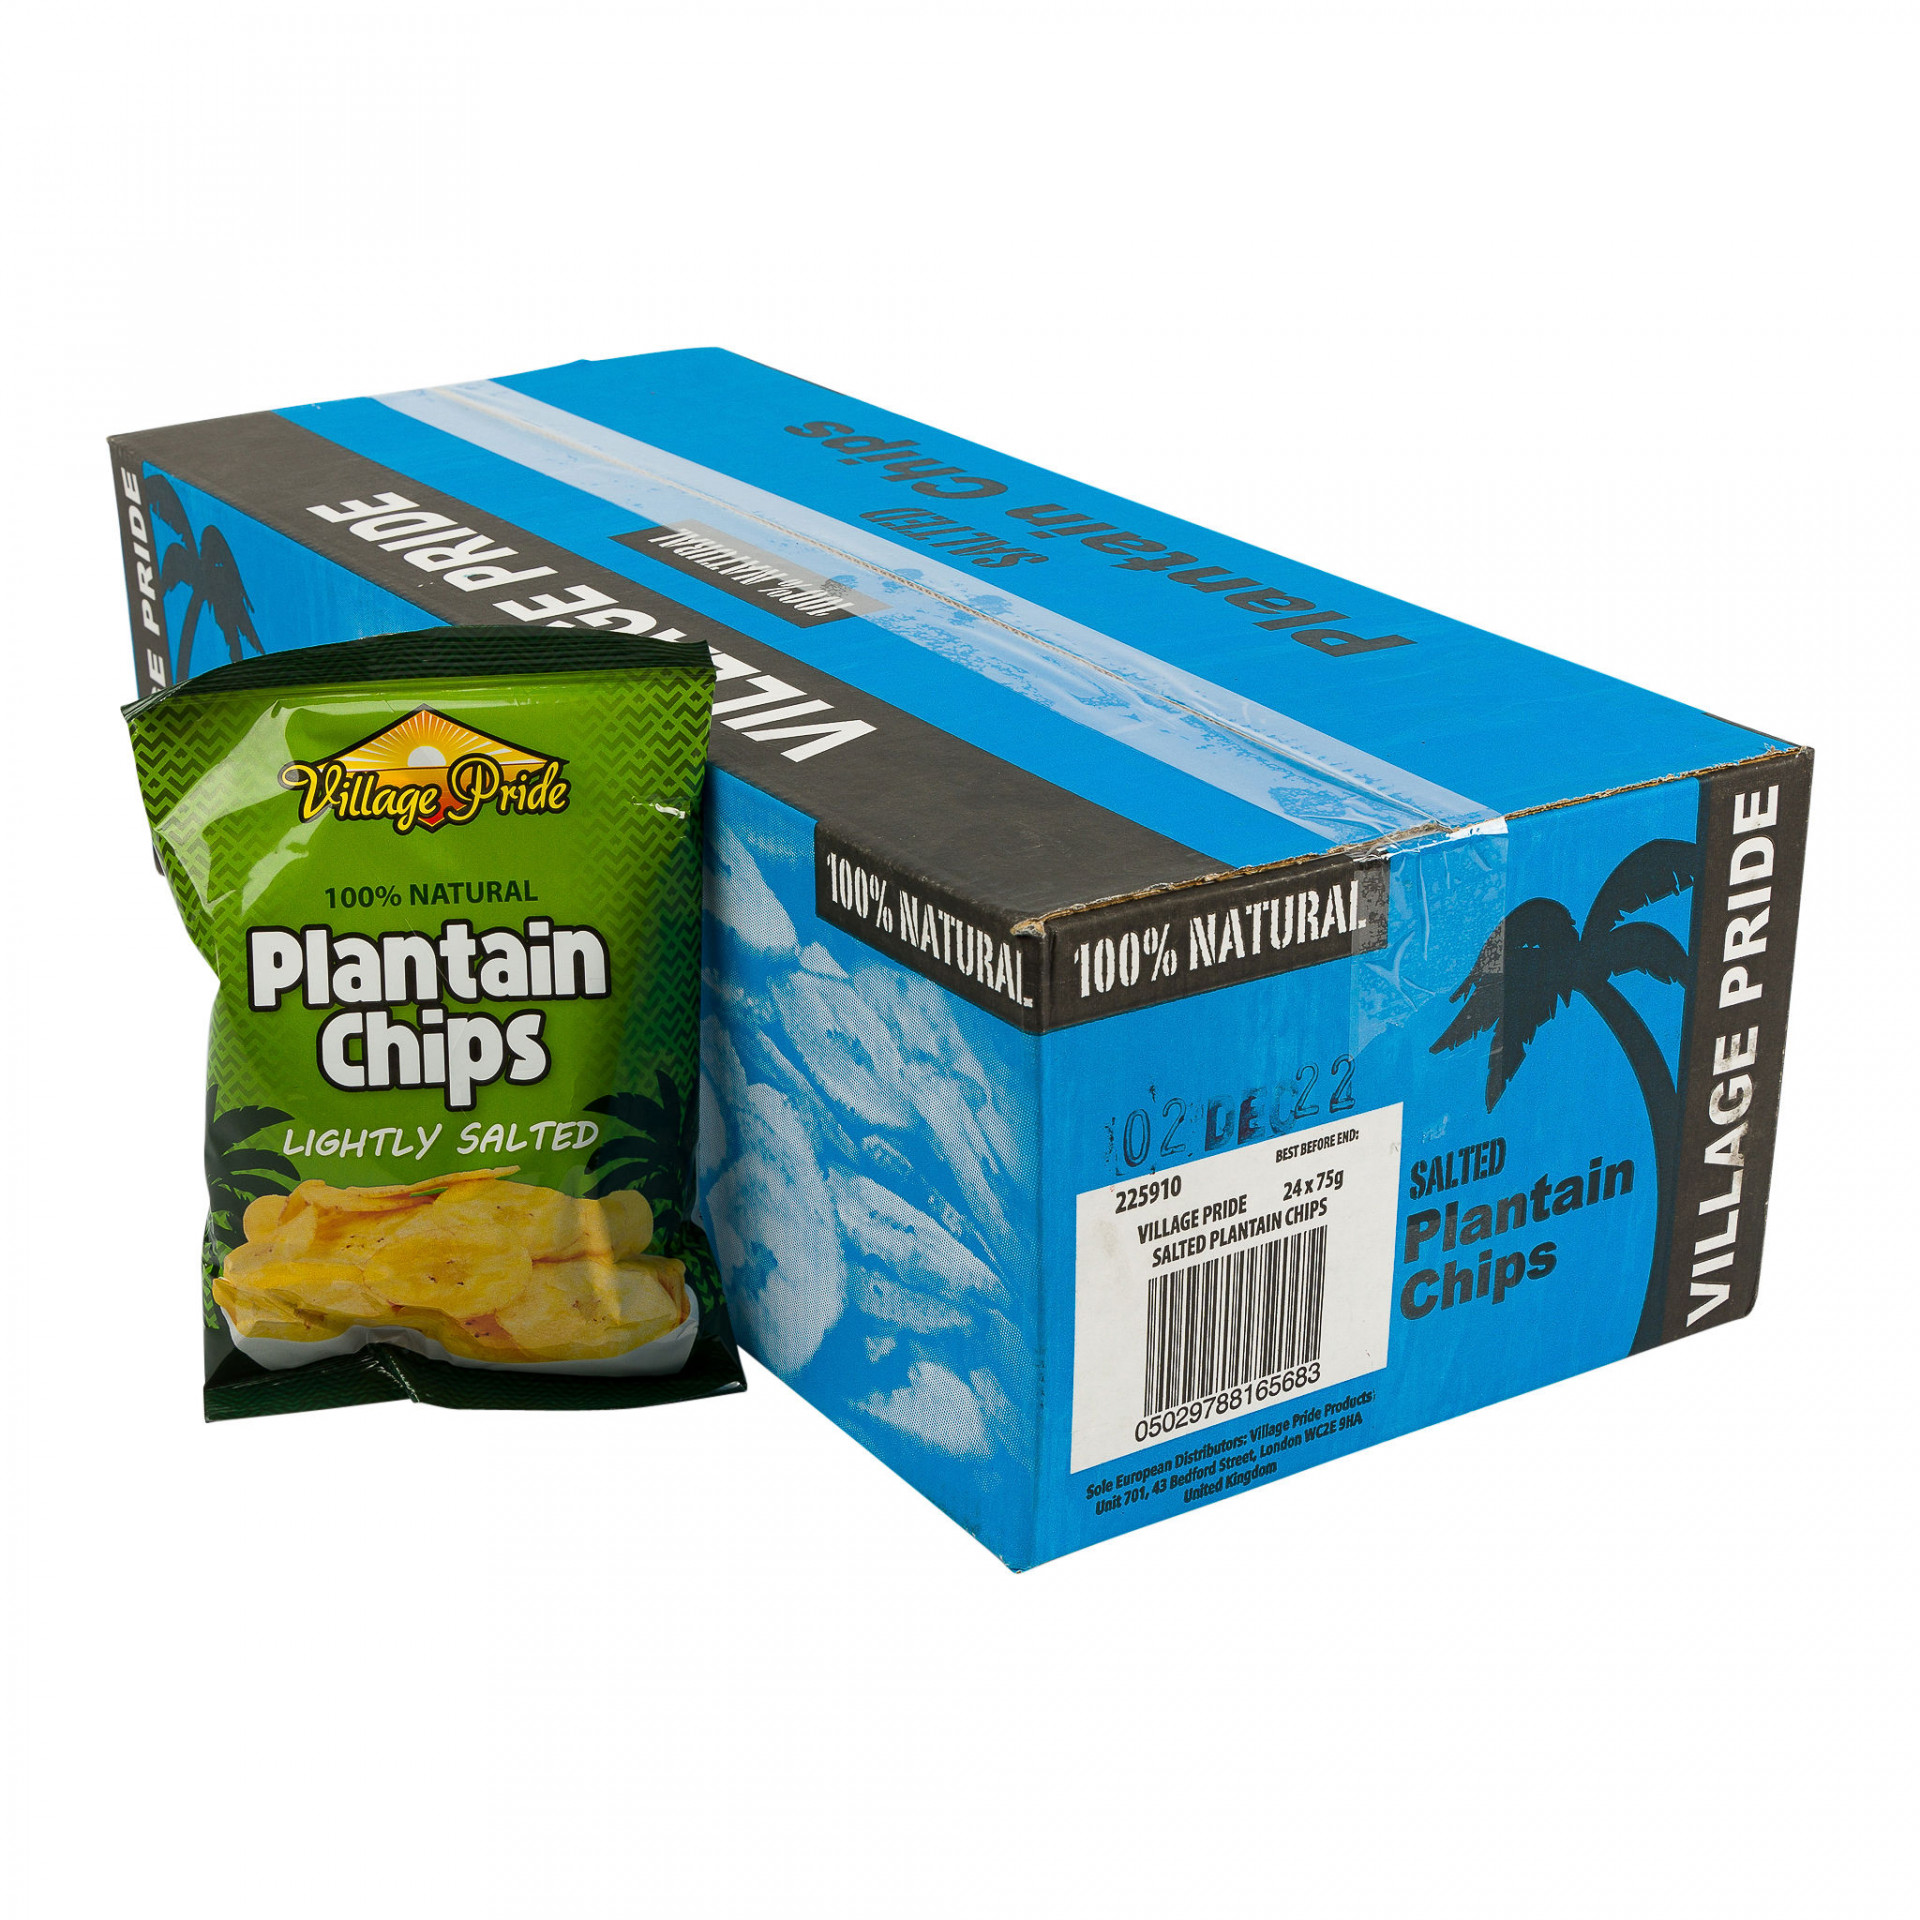 Village Pride
100% NATURAL
Plantain
Chips
LIGHTLY SALTED
PRIDE
VILLAGE PRIDE
100% NATURAL
SALTED
Plantain Chips
100% NATURAL
100% NATURAL
02 DEC 22
BEST BEFORE END:
225910
24 x 75g
VILLAGE PRIDE
SALTED PLANTAIN CHIPS
05029788165683
Sole European Distributors: Village Pride Products
Unit 701, 43 Bedford Street, London WC2E 9HA
United Kingdom
SALTED
Plantain
Chips
VILLAGE PRIDE